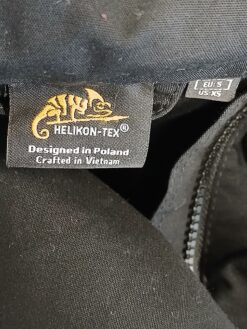 HELIKON-TEX®
Designed in Poland
Crafted in Vietnam
EU S
US XS